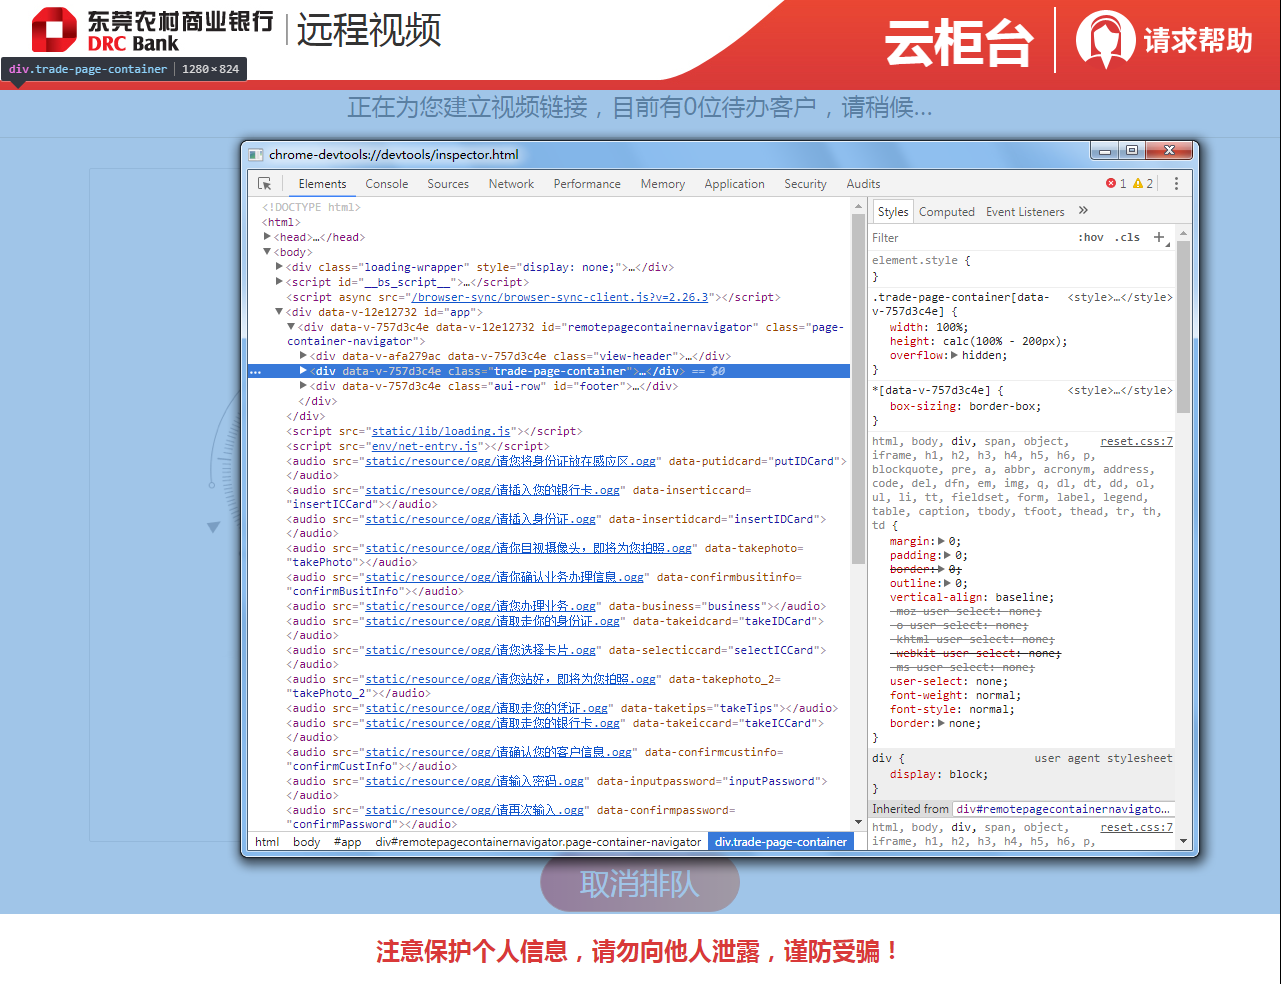 东莞农村商业银行
DRC Bank
远程视频
云柜台
请求帮助
div.trade-page-container 1280×824
正在为您建立视频链接，目前有0位待办客户，请稍候...
chrome-devtools://devtools/inspector.html
Elements Console Sources Network Performance Memory Application Security Audits 1 2
<!DOCTYPE html>
<html>
<head>…</head>
<body>
<div class="loading-wrapper" style="display: none;">…</div>
<script id="__bs_script__">…</script>
<script async src="/browser-sync/browser-sync-client.js?v=2.26.3"></script>
<div data-v-12e12732 id="app">
<div data-v-757d3c4e data-v-12e12732 id="remotepagecontainernavigator" class="page-
container-navigator">
<div data-v-afa279ac data-v-757d3c4e class="view-header">…</div>
… <div data-v-757d3c4e class="trade-page-container">…</div> == $0
<div data-v-757d3c4e class="aui-row" id="footer">…</div>
</div>
</div>
<script src="static/lib/loading.js"></script>
<script src="env/net-entry.js"></script>
<audio src="static/resource/ogg/请您将身份证放在感应区.ogg" data-putidcard="putIDCard">
</audio>
<audio src="static/resource/ogg/请插入您的银行卡.ogg" data-inserticcard=
"insertICCard"></audio>
<audio src="static/resource/ogg/请插入身份证.ogg" data-insertidcard="insertIDCard">
</audio>
<audio src="static/resource/ogg/请你目视摄像头，即将为您拍照.ogg" data-takephoto=
"takePhoto"></audio>
<audio src="static/resource/ogg/请你确认业务办理信息.ogg" data-confirmbusitinfo=
"confirmBusitInfo"></audio>
<audio src="static/resource/ogg/请您办理业务.ogg" data-business="business"></audio>
<audio src="static/resource/ogg/请取走你的身份证.ogg" data-takeidcard="takeIDCard">
</audio>
<audio src="static/resource/ogg/请您选择卡片.ogg" data-selecticcard="selectICCard">
</audio>
<audio src="static/resource/ogg/请您站好，即将为您拍照.ogg" data-takephoto_2=
"takePhoto_2"></audio>
<audio src="static/resource/ogg/请取走您的凭证.ogg" data-taketips="takeTips"></audio>
<audio src="static/resource/ogg/请取走您的银行卡.ogg" data-takeiccard="takeICCard">
</audio>
<audio src="static/resource/ogg/请确认您的客户信息.ogg" data-confirmcustinfo=
"confirmCustInfo"></audio>
<audio src="static/resource/ogg/请输入密码.ogg" data-inputpassword="inputPassword">
</audio>
<audio src="static/resource/ogg/请再次输入.ogg" data-confirmpassword=
"confirmPassword"></audio>
html body #app div#remotepagecontainernavigator.page-container-navigator div.trade-page-container
Styles Computed Event Listeners »
Filter :hov .cls +
element.style {
}
.trade-page-container[data- <style>…</style>
v-757d3c4e] {
width: 100%;
height: calc(100% - 200px);
overflow: hidden;
}
*[data-v-757d3c4e] { <style>…</style>
box-sizing: border-box;
}
html, body, div, span, object, reset.css:7
iframe, h1, h2, h3, h4, h5, h6, p,
blockquote, pre, a, abbr, acronym, address,
code, del, dfn, em, img, q, dl, dt, dd, ol,
ul, li, tt, fieldset, form, label, legend,
table, caption, tbody, tfoot, thead, tr, th,
td {
margin: 0;
padding: 0;
border: 0;
outline: 0;
vertical-align: baseline;
-moz-user-select: none;
-o-user-select: none;
-khtml-user-select: none;
-webkit-user-select: none;
-ms-user-select: none;
user-select: none;
font-weight: normal;
font-style: normal;
border: none;
}
div { user agent stylesheet
display: block;
}
Inherited from div#remotepagecontainernavigato…
html, body, div, span, object, reset.css:7
iframe, h1, h2, h3, h4, h5, h6, p,
取消排队
注意保护个人信息，请勿向他人泄露，谨防受骗！